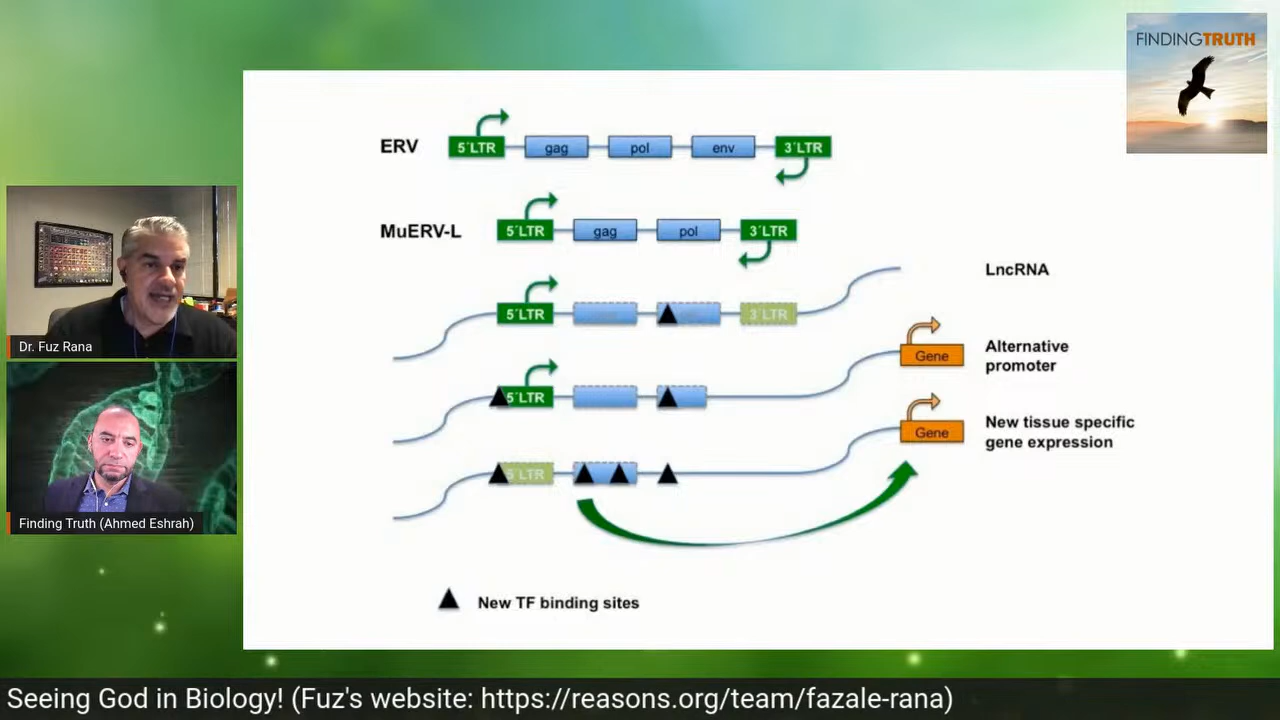 FINDINGTRUTH
ERV
5´LTR gag pol env 3´LTR
MuERV-L
5´LTR gag pol 3´LTR
LncRNA
5´LTR 3´LTR
Alternative
promoter
Gene
5´LTR
New tissue specific
gene expression
Gene
5´LTR
New TF binding sites
Dr. Fuz Rana
Finding Truth (Ahmed Eshrah)
Seeing God in Biology! (Fuz's website: https://reasons.org/team/fazale-rana)